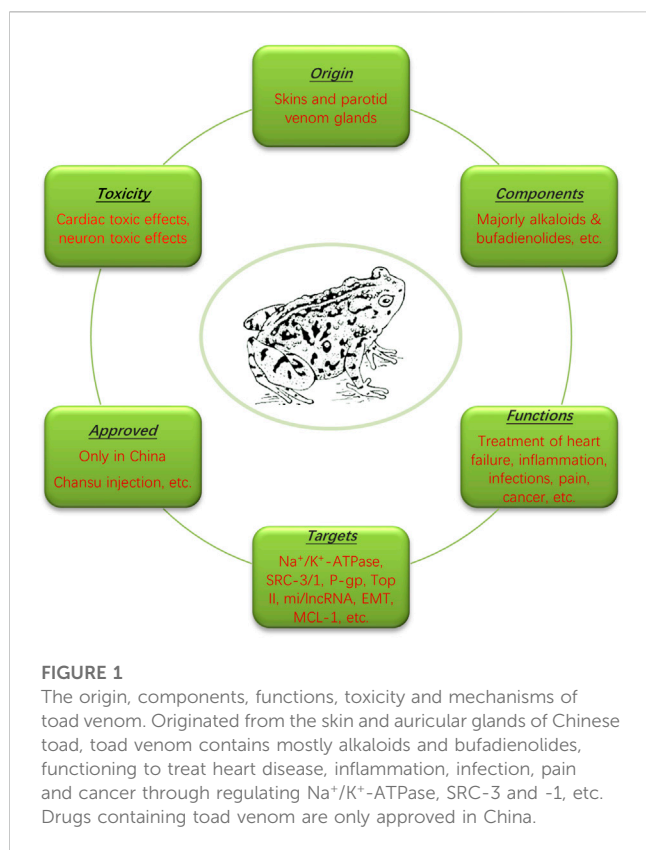 Origin
Skins and parotid
venom glands
Toxicity
Cardiac toxic effects,
neuron toxic effects
Components
Majorly alkaloids &
bufadienolides, etc.
Approved
Only in China
Chansu injection, etc.
Functions
Treatment of heart
failure, inflammation,
infections, pain,
cancer, etc.
Targets
Na⁺/K⁺-ATPase,
SRC-3/1, P-gp, Top
II, mi/lncRNA, EMT,
MCL-1, etc.
FIGURE 1
The origin, components, functions, toxicity and mechanisms of
toad venom. Originated from the skin and auricular glands of Chinese
toad, toad venom contains mostly alkaloids and bufadienolides,
functioning to treat heart disease, inflammation, infection, pain
and cancer through regulating Na⁺/K⁺-ATPase, SRC-3 and -1, etc.
Drugs containing toad venom are only approved in China.